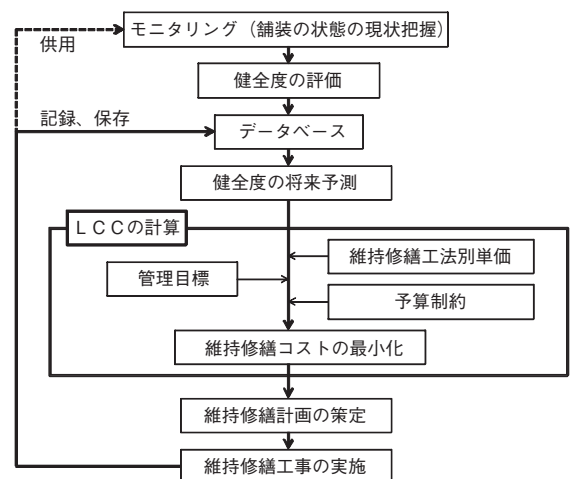 モニタリング（舗装の状態の現状把握）
供用
健全度の評価
記録、保存
データベース
健全度の将来予測
ＬＣＣの計算
維持修繕工法別単価
管理目標
予算制約
維持修繕コストの最小化
維持修繕計画の策定
維持修繕工事の実施